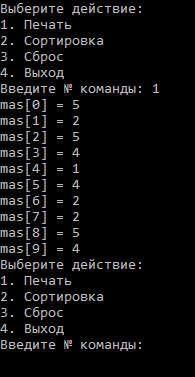 Выберите действие:
1. Печать
2. Сортировка
3. Сброс
4. Выход
Введите № команды: 1
mas[0] = 5
mas[1] = 2
mas[2] = 5
mas[3] = 4
mas[4] = 1
mas[5] = 4
mas[6] = 2
mas[7] = 2
mas[8] = 5
mas[9] = 4
Выберите действие:
1. Печать
2. Сортировка
3. Сброс
4. Выход
Введите № команды: